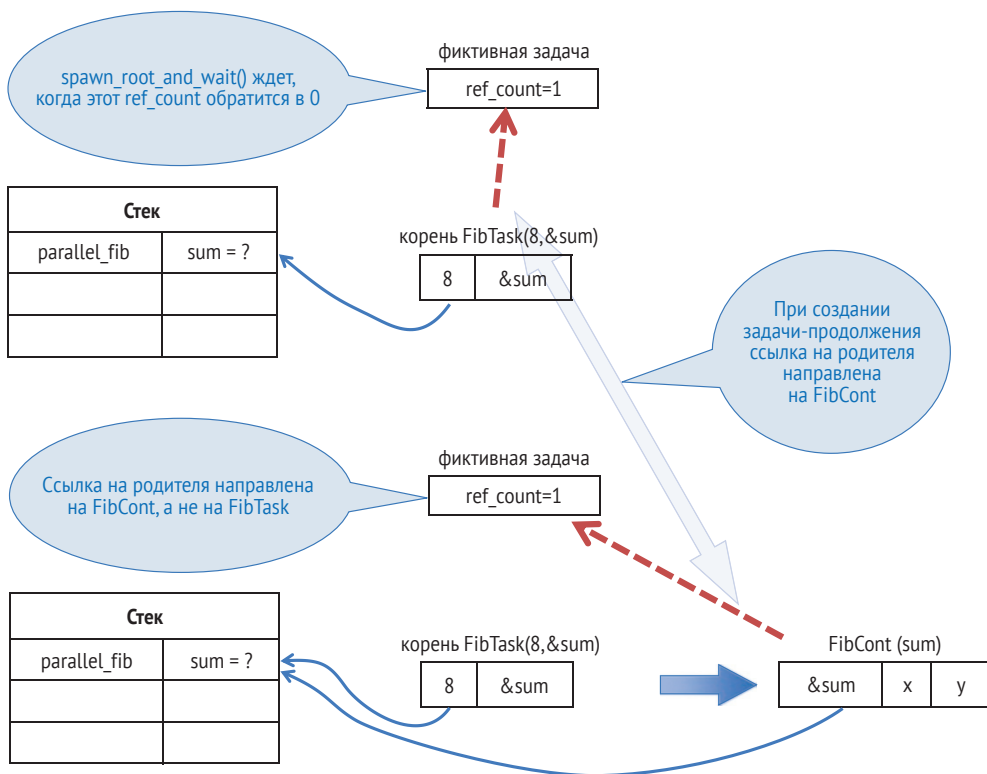 фиктивная задача
ref_count=1
spawn_root_and_wait() ждет,
когда этот ref_count обратится в 0
Стек
parallel_fib sum = ?
корень FibTask(8,&sum)
8 &sum
При создании
задачи-продолжения
ссылка на родителя
направлена
на FibCont
фиктивная задача
ref_count=1
Ссылка на родителя направлена
на FibCont, а не на FibTask
Стек
parallel_fib sum = ?
корень FibTask(8,&sum)
8 &sum
FibCont (sum)
&sum x y